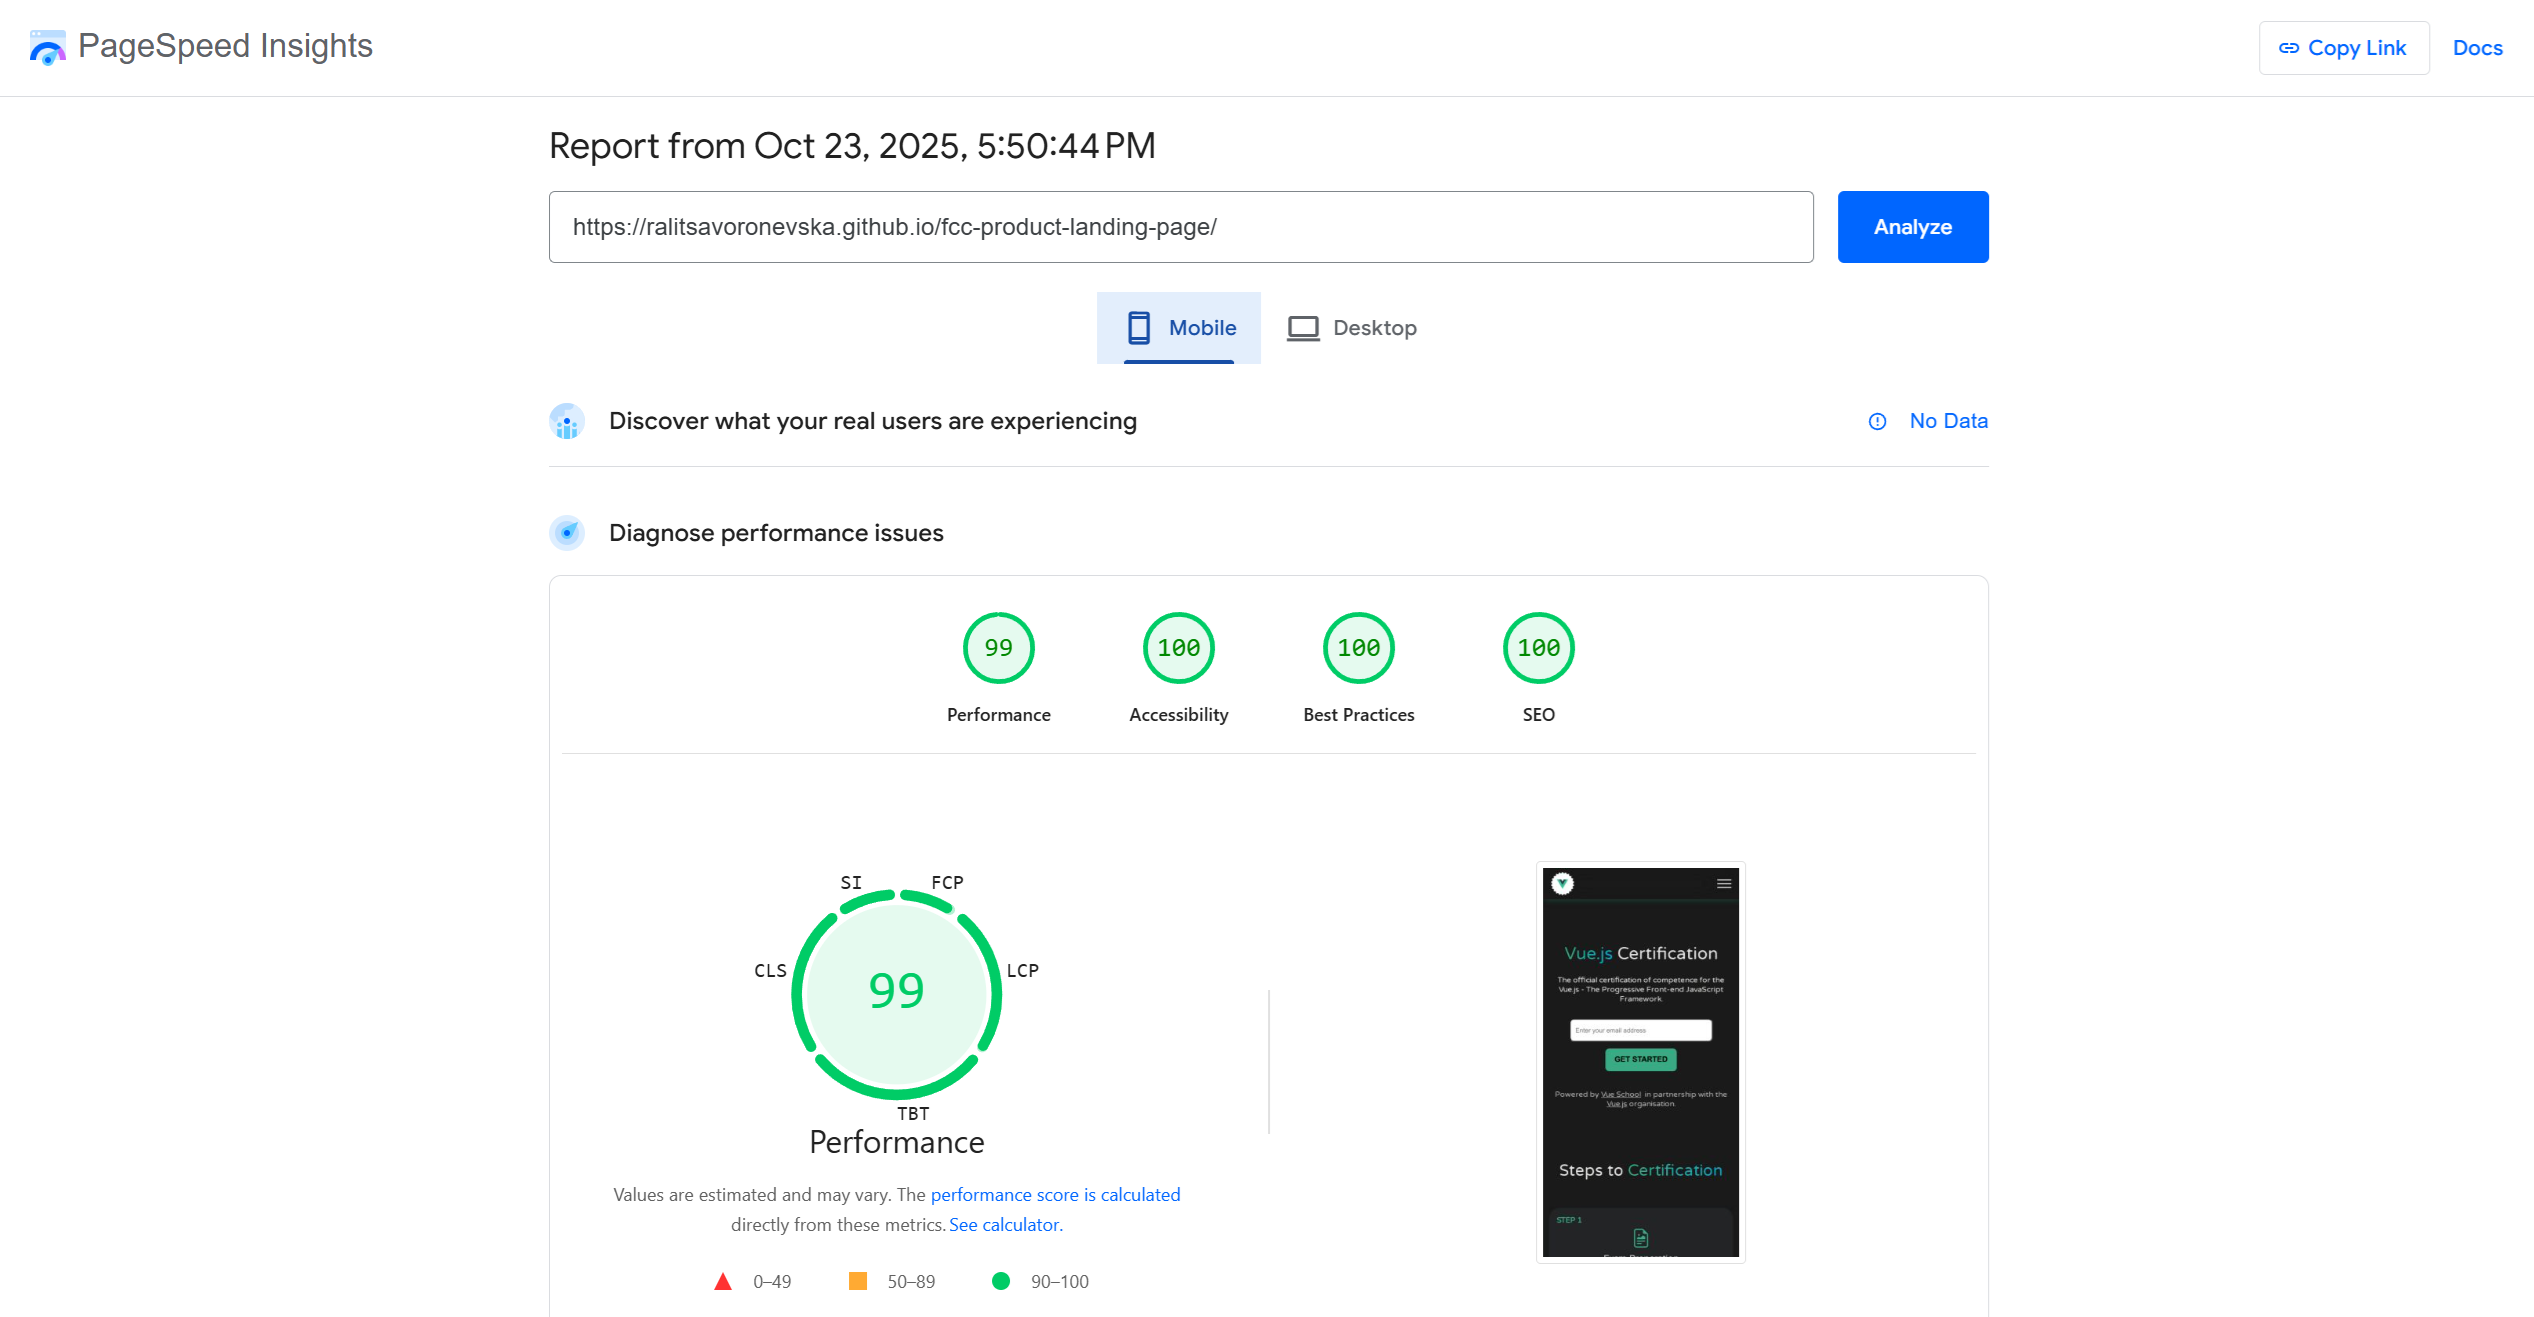 PageSpeed Insights
Copy Link
Docs
Report from Oct 23, 2025, 5:50:44 PM
https://ralitsavoronevska.github.io/fcc-product-landing-page/
Analyze
Mobile
Desktop
Discover what your real users are experiencing
No Data
Diagnose performance issues
99
100
100
100
Performance
Accessibility
Best Practices
SEO
SI
FCP
CLS
LCP
99
TBT
Performance
Values are estimated and may vary. The performance score is calculated
directly from these metrics. See calculator.
0–49
50–89
90–100
Vue.js Certification
The official certification of competence for the
Vue.js - The Progressive Front-end JavaScript
Framework.
Enter your email address
GET STARTED
Powered by Vue School in partnership with the
Vue.js organisation.
Steps to Certification
STEP 1